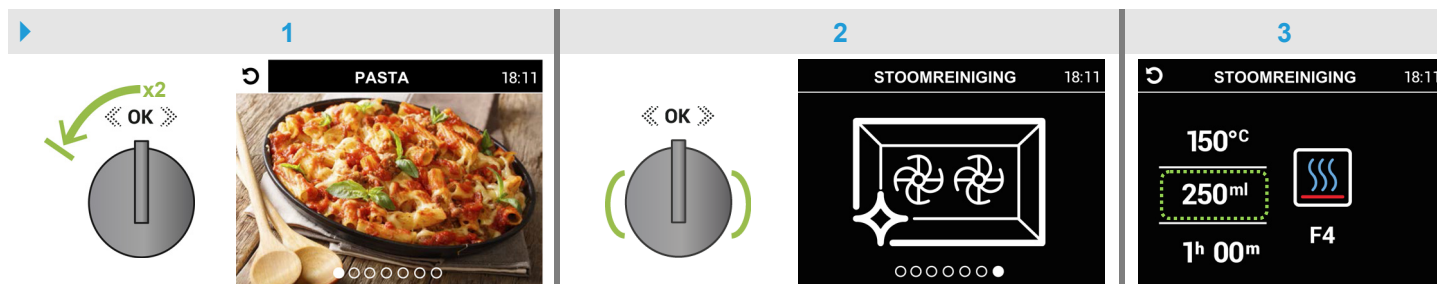 1
x2
OK
PASTA 18:11
2
OK
STOOMREINIGING 18:11
3
STOOMREINIGING 18:11
150°C
250ml
1h 00m
F4